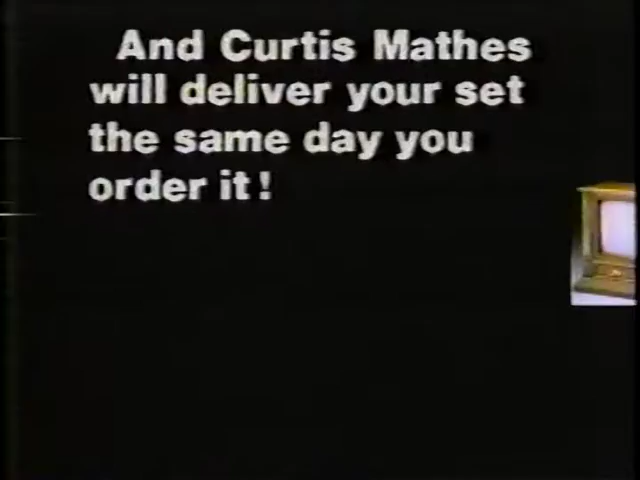 And Curtis Mathes
will deliver your set
the same day you
order it!